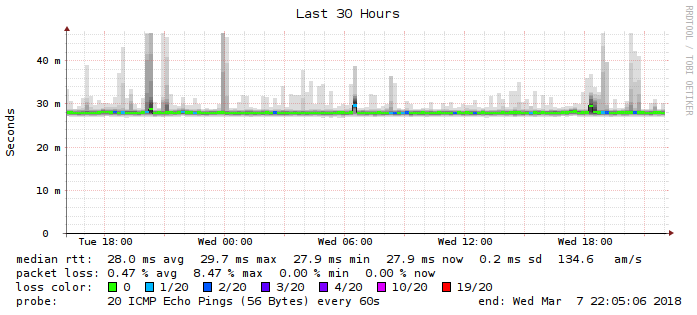 Last 30 Hours
RRDTOOL / TOBI OETIKER
Seconds
40 m
30 m
20 m
10 m
0
Tue 18:00 Wed 00:00 Wed 06:00 Wed 12:00 Wed 18:00
median rtt: 28.0 ms avg 29.7 ms max 27.9 ms min 27.9 ms now 0.2 ms sd 134.6 am/s
packet loss: 0.47 % avg 8.47 % max 0.00 % min 0.00 % now
loss color: 0 1/20 2/20 3/20 4/20 10/20 19/20
probe: 20 ICMP Echo Pings (56 Bytes) every 60s end: Wed Mar 7 22:05:06 2018